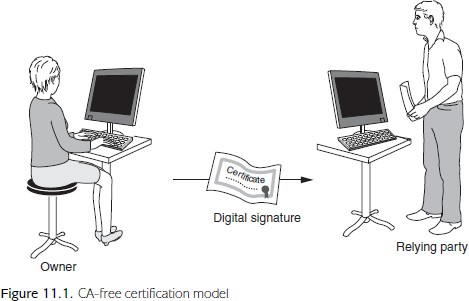 Certificate
Digital signature
Relying party
Owner
Figure 11.1. CA-free certification model